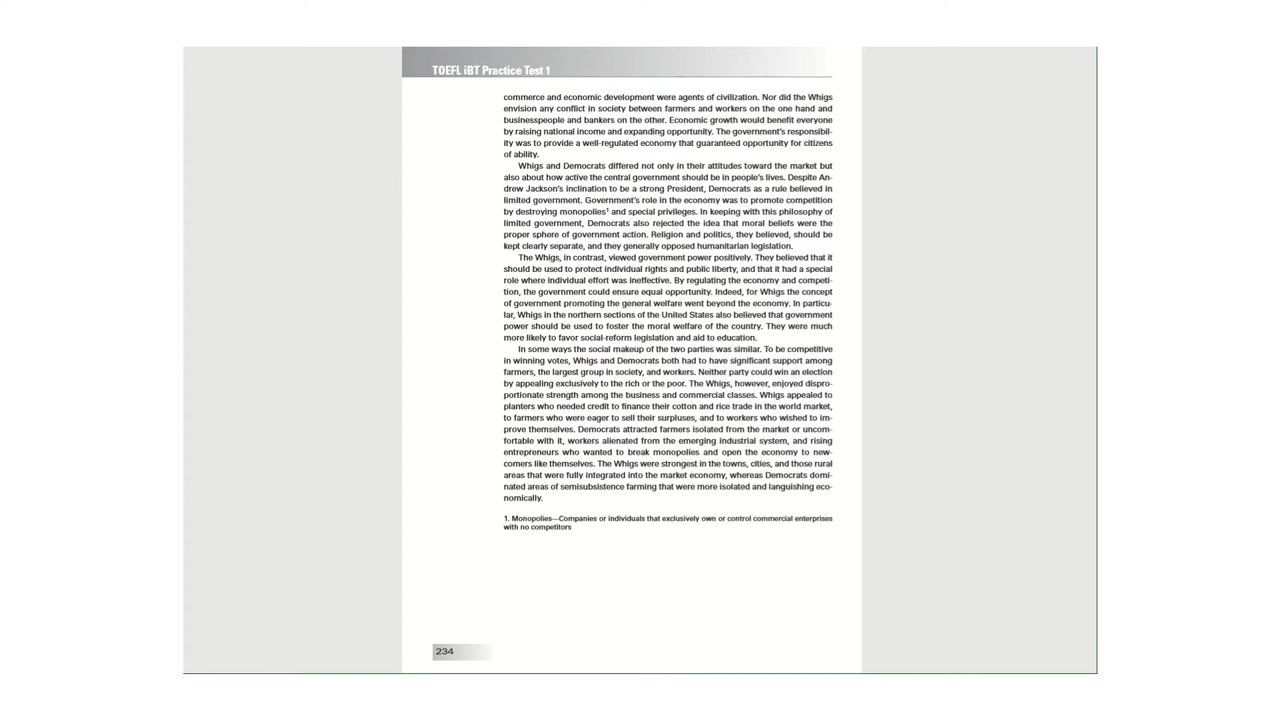 TOEFL iBT Practice Test 1
commerce and economic development were agents of civilization. Nor did the Whigs
envision any conflict in society between farmers and workers on the one hand and
businesspeople and bankers on the other. Economic growth would benefit everyone
by raising national income and expanding opportunity. The government's responsibil-
ity was to provide a well-regulated economy that guaranteed opportunity for citizens
of ability.
Whigs and Democrats differed not only in their attitudes toward the market but
also about how active the central government should be in people's lives. Despite An-
drew Jackson's inclination to be a strong President, Democrats as a rule believed in
limited government. Government's role in the economy was to promote competition
by destroying monopolies¹ and special privileges. In keeping with this philosophy of
limited government, Democrats also rejected the idea that moral beliefs were the
proper sphere of government action. Religion and politics, they believed, should be
kept clearly separate, and they generally opposed humanitarian legislation.
The Whigs, in contrast, viewed government power positively. They believed that it
should be used to protect individual rights and public liberty, and that it had a special
role where individual effort was ineffective. By regulating the economy and competi-
tion, the government could ensure equal opportunity. Indeed, for Whigs the concept
of government promoting the general welfare went beyond the economy. In particu-
lar, Whigs in the northern sections of the United States also believed that government
power should be used to foster the moral welfare of the country. They were much
more likely to favor social-reform legislation and aid to education.
In some ways the social makeup of the two parties was similar. To be competitive
in winning votes, Whigs and Democrats both had to have significant support among
farmers, the largest group in society, and workers. Neither party could win an election
by appealing exclusively to the rich or the poor. The Whigs, however, enjoyed dispro-
portionate strength among the business and commercial classes. Whigs appealed to
planters who needed credit to finance their cotton and rice trade in the world market,
to farmers who were eager to sell their surpluses, and to workers who wished to im-
prove themselves. Democrats attracted farmers isolated from the market or uncom-
fortable with it, workers alienated from the emerging industrial system, and rising
entrepreneurs who wanted to break monopolies and open the economy to new-
comers like themselves. The Whigs were strongest in the towns, cities, and those rural
areas that were fully integrated into the market economy, whereas Democrats domi-
nated areas of semisubsistence farming that were more isolated and languishing eco-
nomically.
1. Monopolies—Companies or individuals that exclusively own or control commercial enterprises
with no competitors
234